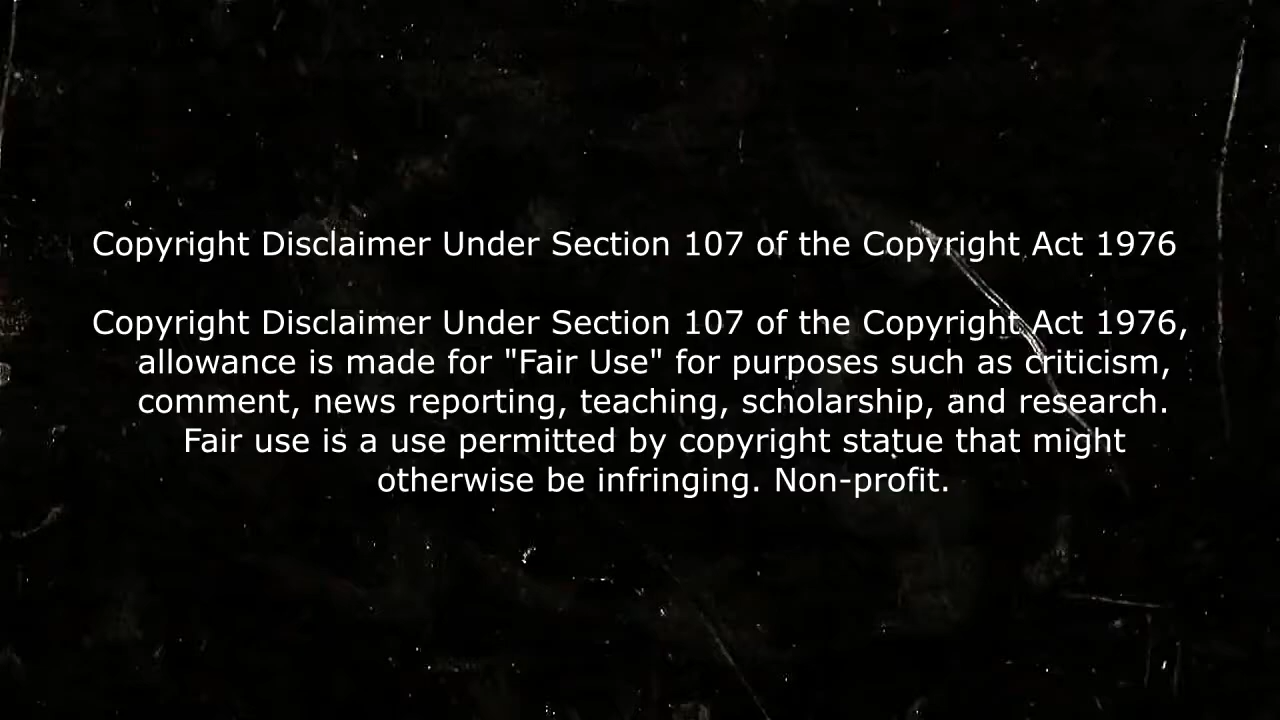 Copyright Disclaimer Under Section 107 of the Copyright Act 1976
Copyright Disclaimer Under Section 107 of the Copyright Act 1976,
allowance is made for "Fair Use" for purposes such as criticism,
comment, news reporting, teaching, scholarship, and research.
Fair use is a use permitted by copyright statue that might
otherwise be infringing. Non-profit.